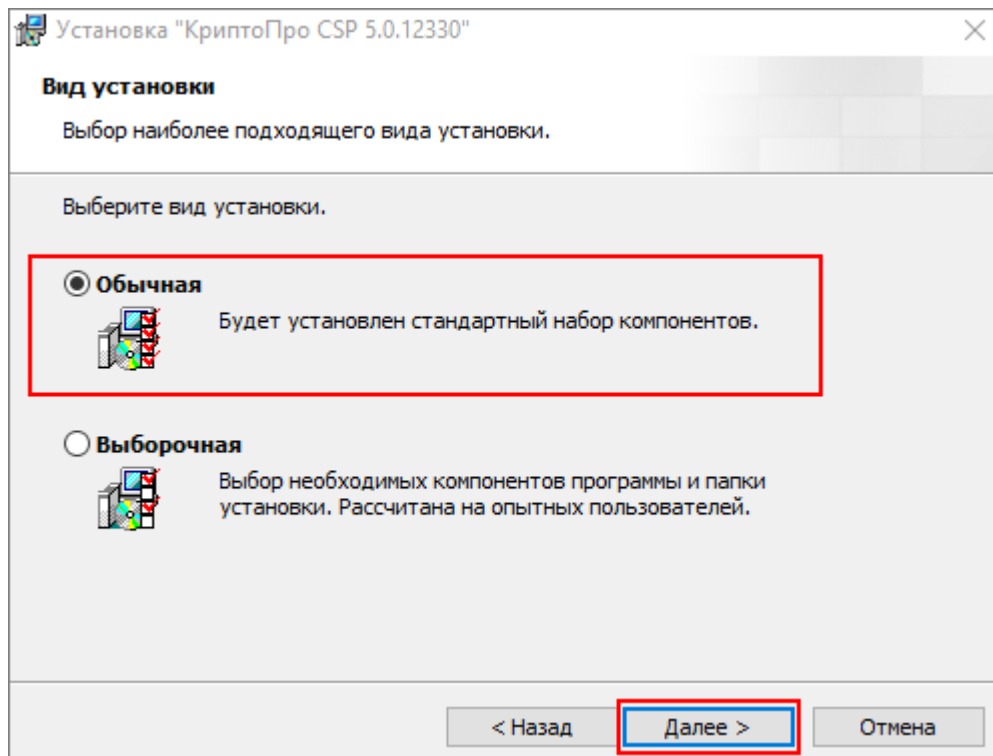 Установка "КриптоПро CSP 5.0.12330"
Вид установки
Выбор наиболее подходящего вида установки.
Выберите вид установки.
Обычная
Будет установлен стандартный набор компонентов.
Выборочная
Выбор необходимых компонентов программы и папки
установки. Рассчитана на опытных пользователей.
< Назад
Далее >
Отмена